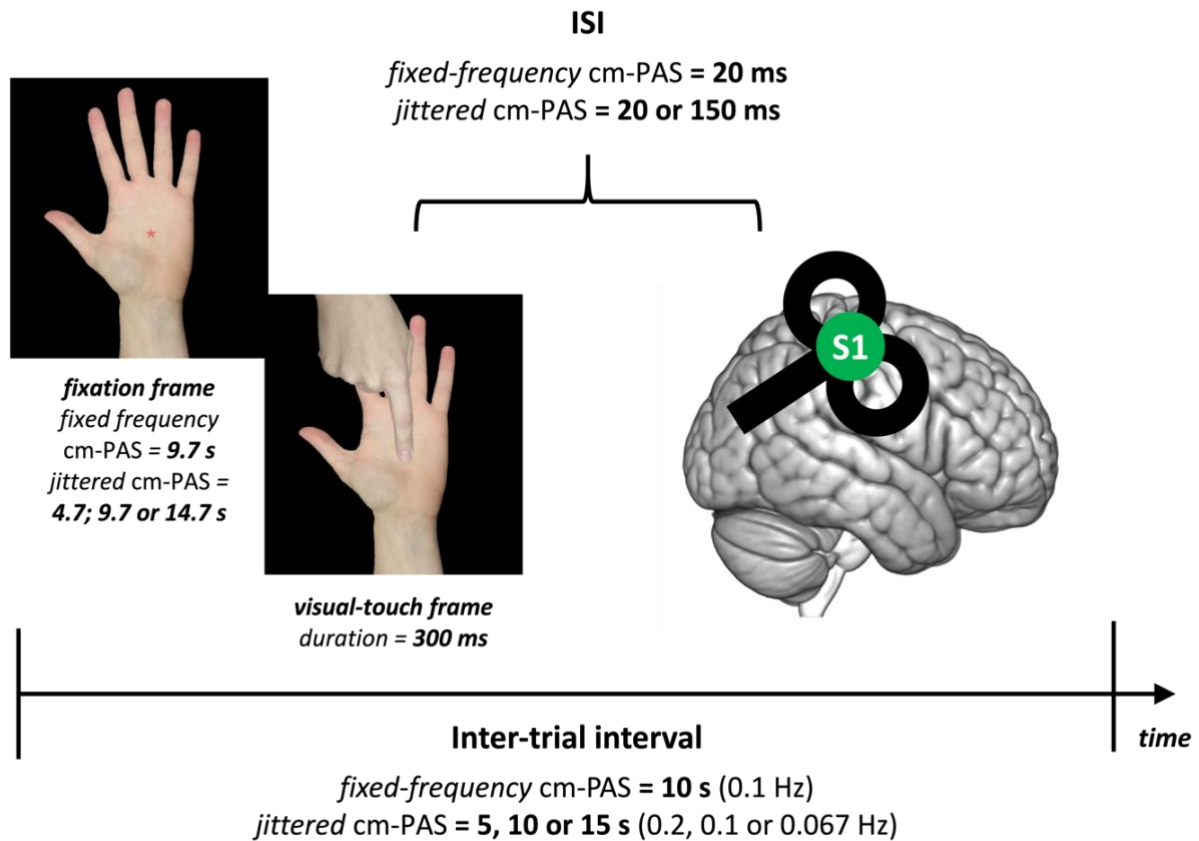 ISI
fixed-frequency cm-PAS = 20 ms
jittered cm-PAS = 20 or 150 ms
*
fixation frame
fixed frequency
cm-PAS = 9.7 s
jittered cm-PAS =
4.7; 9.7 or 14.7 s
visual-touch frame
duration = 300 ms
S1
Inter-trial interval
time
fixed-frequency cm-PAS = 10 s (0.1 Hz)
jittered cm-PAS = 5, 10 or 15 s (0.2, 0.1 or 0.067 Hz)